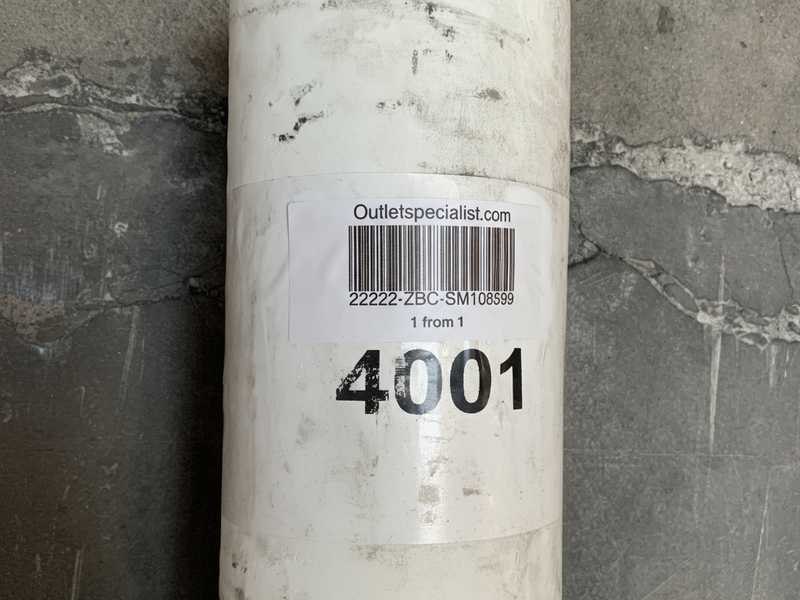 Outletspecialist.com
22222-ZBC-SM108599
1 from 1
4001